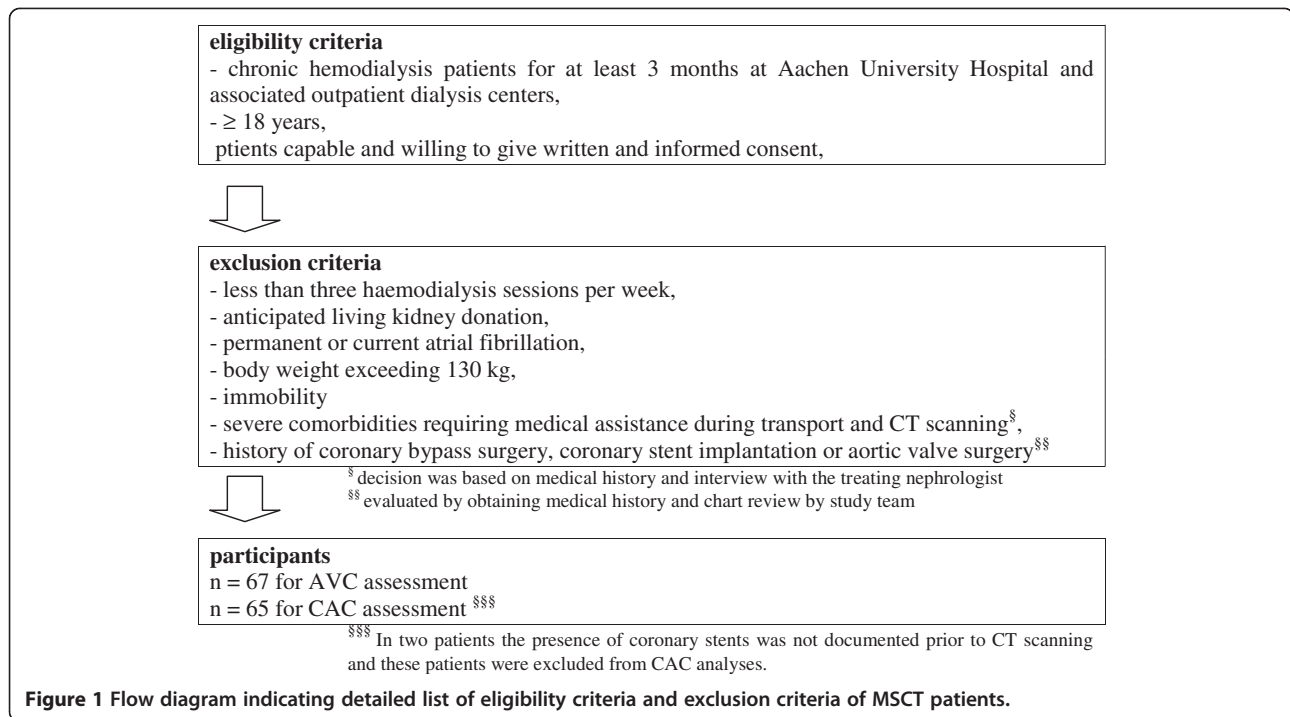 eligibility criteria
- chronic hemodialysis patients for at least 3 months at Aachen University Hospital and
associated outpatient dialysis centers,
- ≥ 18 years,
ptients capable and willing to give written and informed consent,
exclusion criteria
- less than three haemodialysis sessions per week,
- anticipated living kidney donation,
- permanent or current atrial fibrillation,
- body weight exceeding 130 kg,
- immobility
- severe comorbidities requiring medical assistance during transport and CT scanning§,
- history of coronary bypass surgery, coronary stent implantation or aortic valve surgery§§
§ decision was based on medical history and interview with the treating nephrologist
§§ evaluated by obtaining medical history and chart review by study team
participants
n = 67 for AVC assessment
n = 65 for CAC assessment §§§
§§§ In two patients the presence of coronary stents was not documented prior to CT scanning
and these patients were excluded from CAC analyses.
Figure 1 Flow diagram indicating detailed list of eligibility criteria and exclusion criteria of MSCT patients.